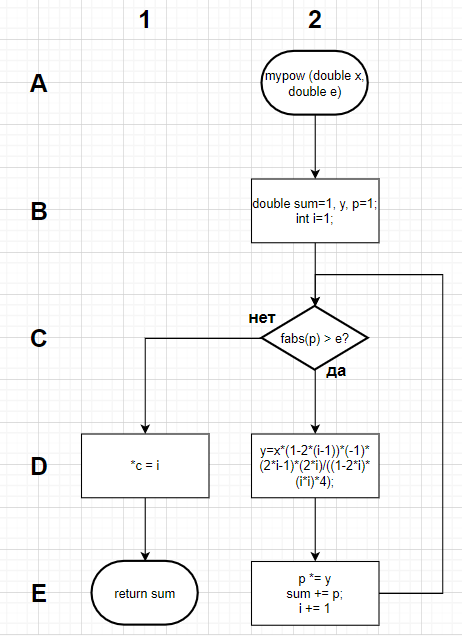 1 2
A
mypow (double x,
double e)
B
double sum=1, y, p=1;
int i=1;
нет
C
fabs(p) > e?
да
D
*c = i
y=x*(1-2*(i-1))*(-1)*
(2*i-1)*(2*i)/((1-2*i)*
(i*i)*4);
E
return sum
p *= y
sum += p;
i += 1